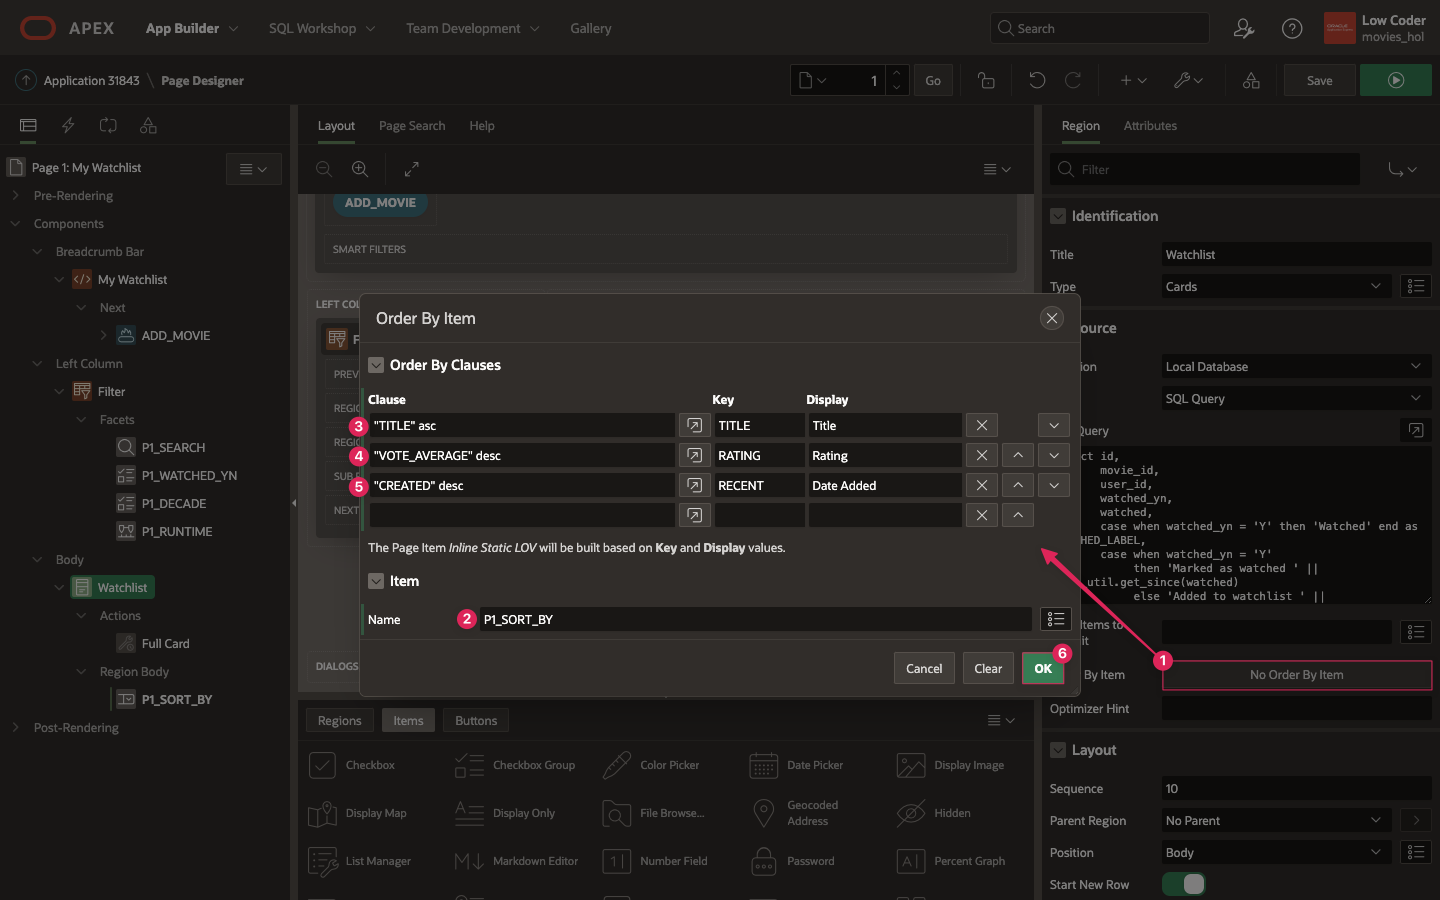 APEX
App Builder
SQL Workshop
Team Development
Gallery
Search
Low Coder
movies_hol
Application 31843 \ Page Designer
1
Go
Save
Layout
Page Search
Help
Region
Attributes
Page 1: My Watchlist
Filter
Pre-Rendering
Components
Breadcrumb Bar
My Watchlist
Next
ADD_MOVIE
Left Column
Filter
Facets
P1_SEARCH
P1_WATCHED_YN
P1_DECADE
P1_RUNTIME
Body
Watchlist
Actions
Full Card
Region Body
P1_SORT_BY
Post-Rendering
ADD_MOVIE
SMART FILTERS
LEFT COL
F
PREV
REGIO
REGIO
SUB R
NEXT
DIALOGS
Order By Item
Order By Clauses
Clause Key Display
3 "TITLE" asc TITLE Title
4 "VOTE_AVERAGE" desc RATING Rating
5 "CREATED" desc RECENT Date Added
The Page Item Inline Static LOV will be built based on Key and Display values.
Item
Name 2 P1_SORT_BY
Cancel
Clear
OK
6
1
Identification
Title Watchlist
Type Cards
ource
ion Local Database
SQL Query
Query
ct id,
movie_id,
user_id,
watched_yn,
watched,
case when watched_yn = 'Y' then 'Watched' end as
HED_LABEL,
case when watched_yn = 'Y'
then 'Marked as watched ' ||
util.get_since(watched)
else 'Added to watchlist ' ||
Items to
it
By Item No Order By Item
Optimizer Hint
Layout
Sequence 10
Parent Region No Parent
Position Body
Start New Row
Regions
Items
Buttons
Checkbox
Checkbox Group
Color Picker
Date Picker
Display Image
Display Map
Display Only
File Browse...
Geocoded
Address
Hidden
List Manager
Markdown Editor
Number Field
Password
Percent Graph